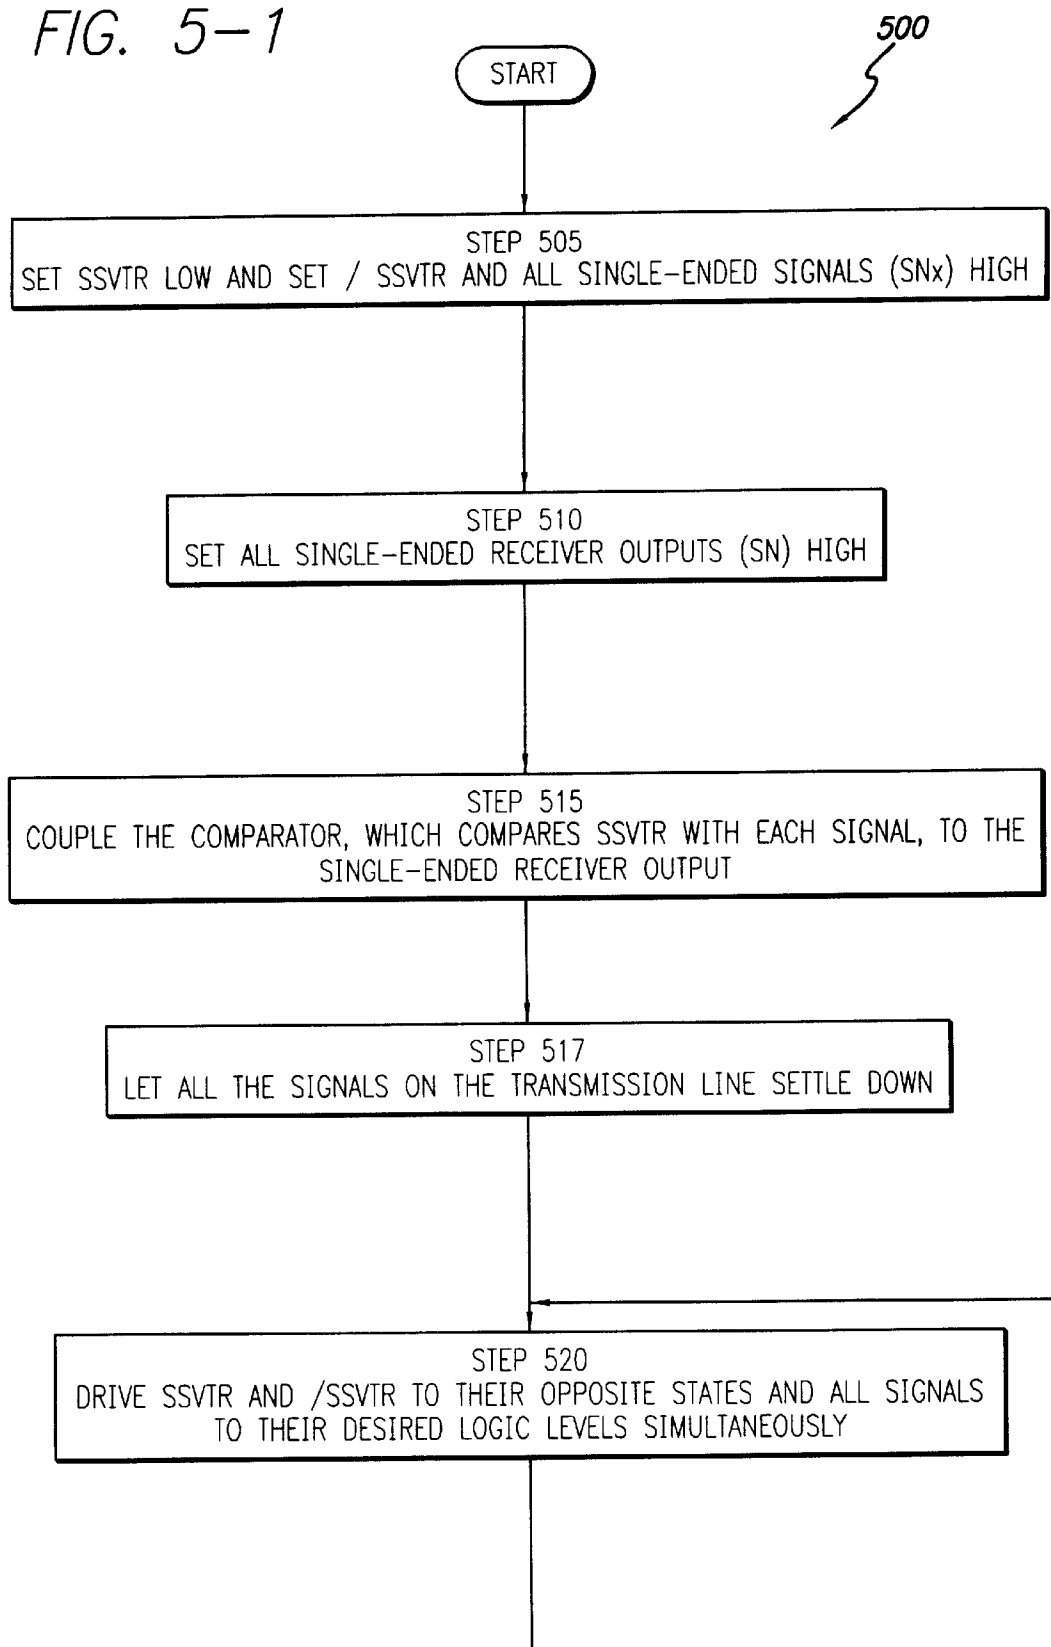 FIG. 5-1
500
START
STEP 505
SET SSVTR LOW AND SET / SSVTR AND ALL SINGLE-ENDED SIGNALS (SNx) HIGH
STEP 510
SET ALL SINGLE-ENDED RECEIVER OUTPUTS (SN) HIGH
STEP 515
COUPLE THE COMPARATOR, WHICH COMPARES SSVTR WITH EACH SIGNAL, TO THE
SINGLE-ENDED RECEIVER OUTPUT
STEP 517
LET ALL THE SIGNALS ON THE TRANSMISSION LINE SETTLE DOWN
STEP 520
DRIVE SSVTR AND /SSVTR TO THEIR OPPOSITE STATES AND ALL SIGNALS
TO THEIR DESIRED LOGIC LEVELS SIMULTANEOUSLY